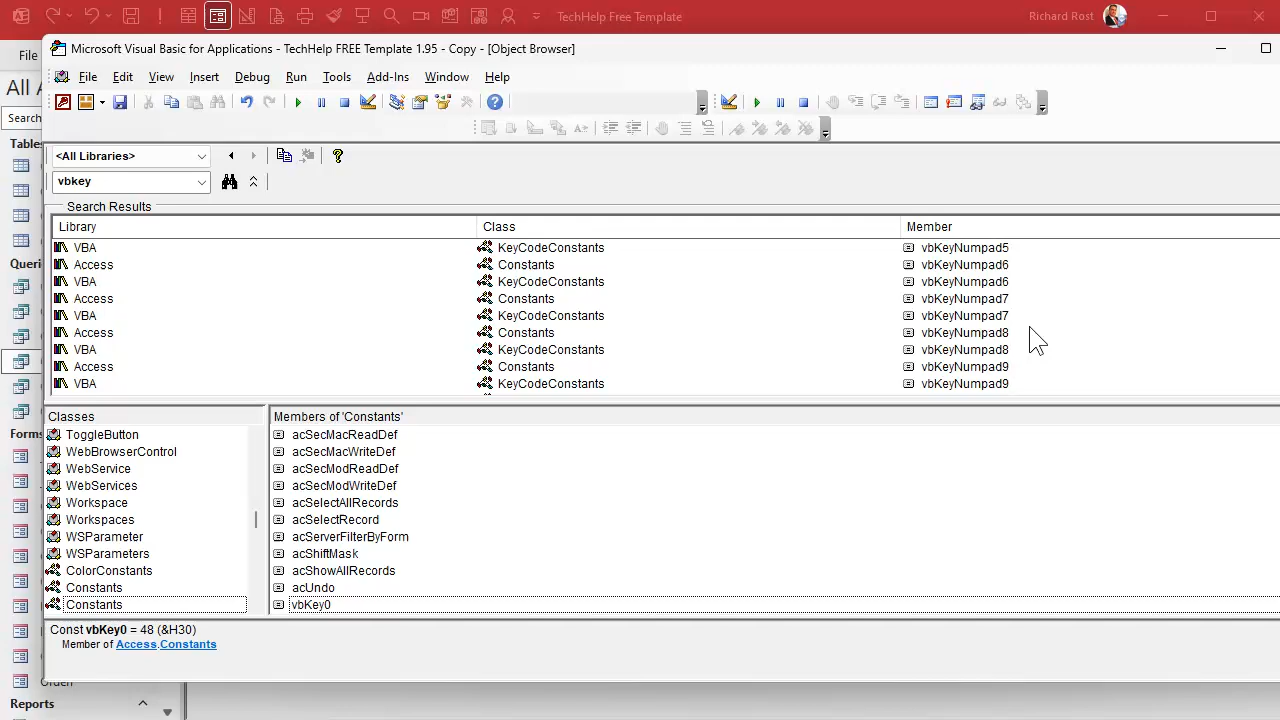 TechHelp Free Template
Richard Rost
File
Microsoft Visual Basic for Applications - TechHelp FREE Template 1.95 - Copy - [Object Browser]
File Edit View Insert Debug Run Tools Add-Ins Window Help
All
Search
<All Libraries>
vbkey
Search Results
Library Class Member
VBA KeyCodeConstants vbKeyNumpad5
Access Constants vbKeyNumpad6
VBA KeyCodeConstants vbKeyNumpad6
Access Constants vbKeyNumpad7
VBA KeyCodeConstants vbKeyNumpad7
Access Constants vbKeyNumpad8
VBA KeyCodeConstants vbKeyNumpad8
Access Constants vbKeyNumpad9
VBA KeyCodeConstants vbKeyNumpad9
Tables
Queri
Forms
Reports
Classes
ToggleButton
WebBrowserControl
WebService
WebServices
Workspace
Workspaces
WSParameter
WSParameters
ColorConstants
Constants
Constants
Members of 'Constants'
acSecMacReadDef
acSecMacWriteDef
acSecModReadDef
acSecModWriteDef
acSelectAllRecords
acSelectRecord
acServerFilterByForm
acShiftMask
acShowAllRecords
acUndo
vbKey0
Const vbKey0 = 48 (&H30)
Member of Access.Constants